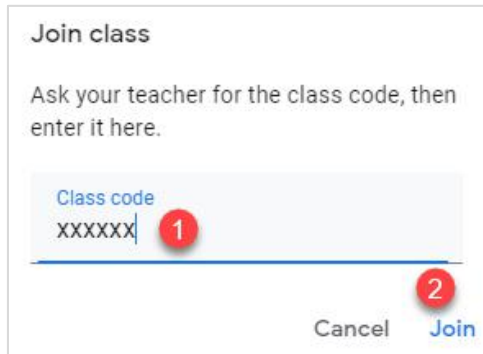 Join class
Ask your teacher for the class code, then
enter it here.
Class code
xxxxxx 1
2
Cancel Join